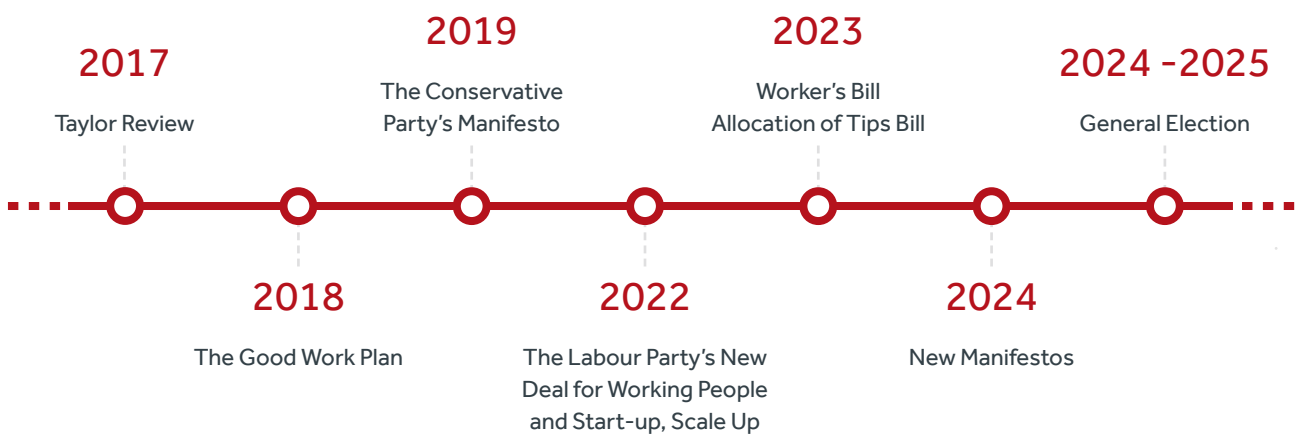 2017
Taylor Review
2018
The Good Work Plan
2019
The Conservative
Party's Manifesto
2022
The Labour Party's New
Deal for Working People
and Start-up, Scale Up
2023
Worker's Bill
Allocation of Tips Bill
2024
New Manifestos
2024 -2025
General Election